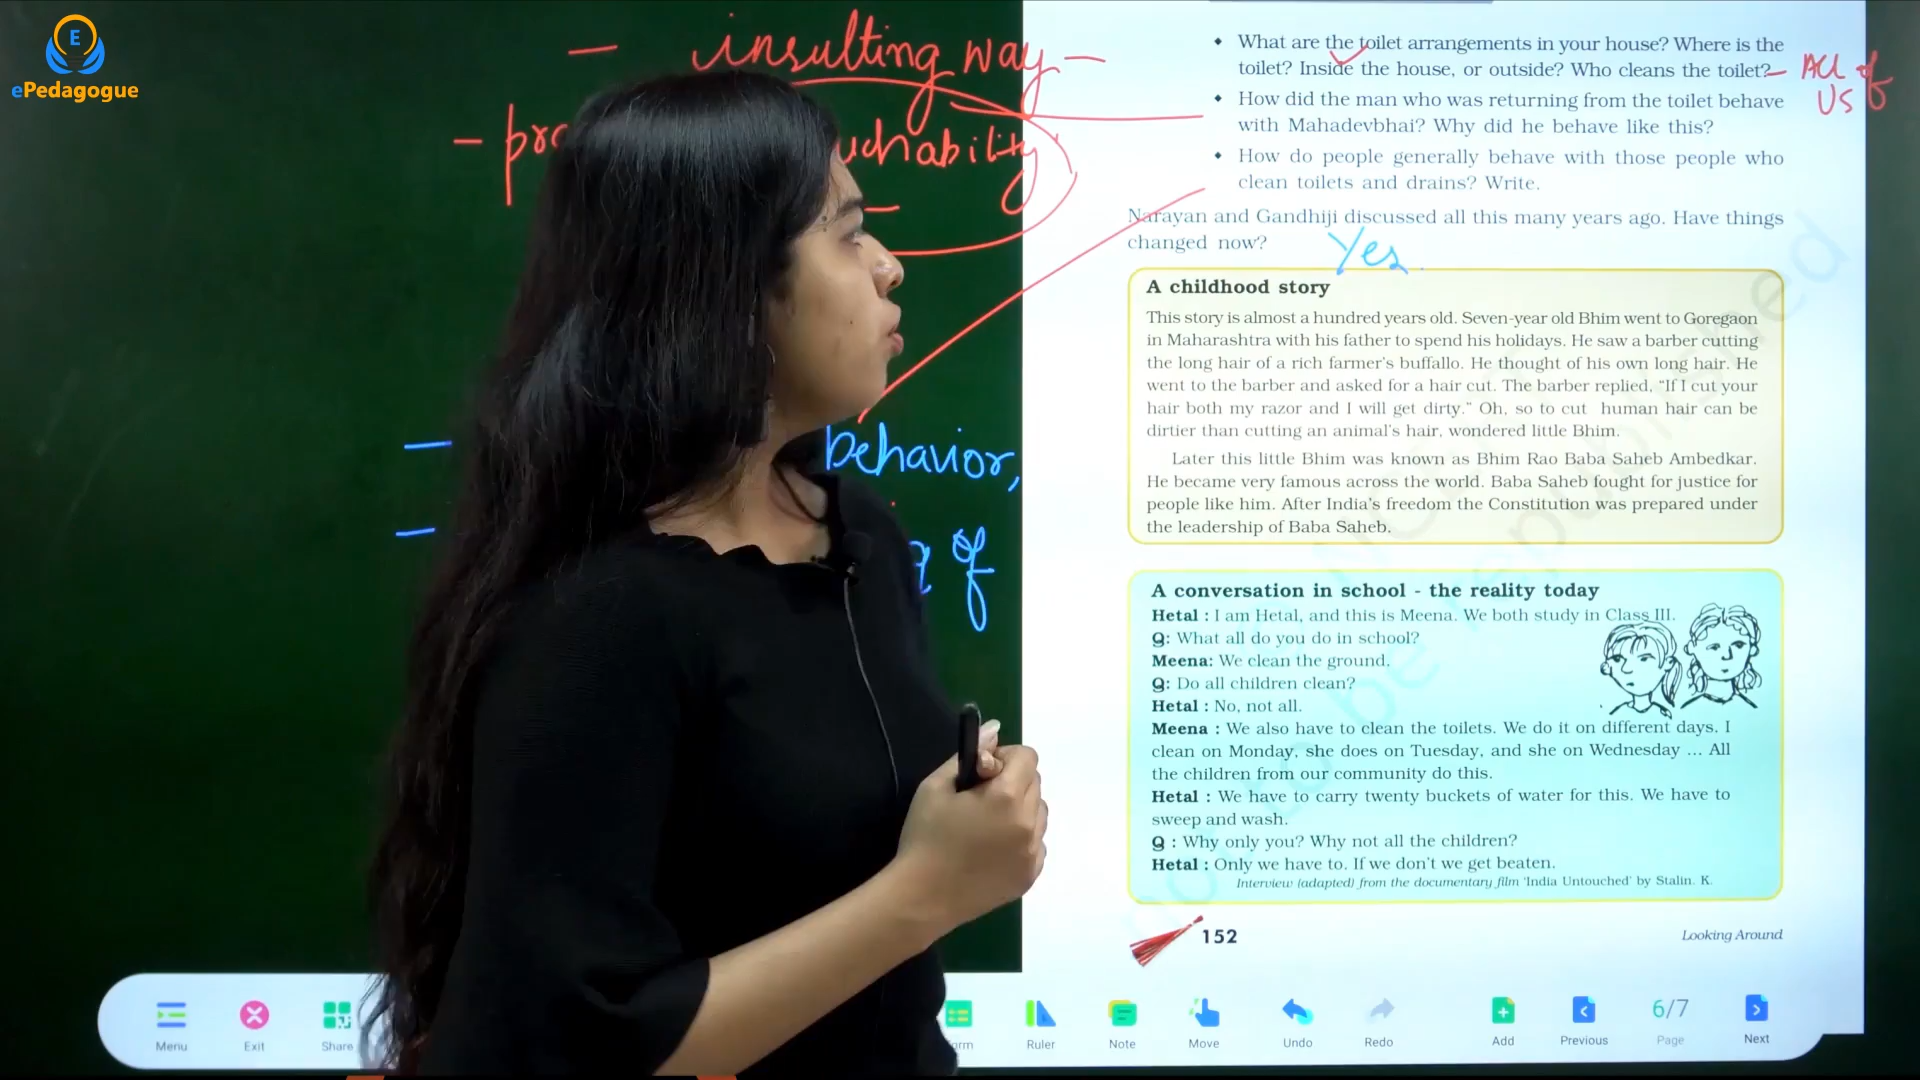 E
ePedagogue
— insulting way —
behavior,
of
• What are the toilet arrangements in your house? Where is the
toilet? Inside the house, or outside? Who cleans the toilet? — All of
US
• How did the man who was returning from the toilet behave
with Mahadevbhai? Why did he behave like this?
• How do people generally behave with those people who
clean toilets and drains? Write.
Narayan and Gandhiji discussed all this many years ago. Have things
changed now?
Yes.
A childhood story
This story is almost a hundred years old. Seven-year old Bhim went to Goregaon
in Maharashtra with his father to spend his holidays. He saw a barber cutting
the long hair of a rich farmer's buffallo. He thought of his own long hair. He
went to the barber and asked for a hair cut. The barber replied, “If I cut your
hair both my razor and I will get dirty.” Oh, so to cut human hair can be
dirtier than cutting an animal's hair, wondered little Bhim.
Later this little Bhim was known as Bhim Rao Baba Saheb Ambedkar.
He became very famous across the world. Baba Saheb fought for justice for
people like him. After India's freedom the Constitution was prepared under
the leadership of Baba Saheb.
A conversation in school - the reality today
Hetal : I am Hetal, and this is Meena. We both study in Class III.
Q: What all do you do in school?
Meena: We clean the ground.
Q: Do all children clean?
Hetal : No, not all.
Meena : We also have to clean the toilets. We do it on different days. I
clean on Monday, she does on Tuesday, and she on Wednesday ... All
the children from our community do this.
Hetal : We have to carry twenty buckets of water for this. We have to
sweep and wash.
Q : Why only you? Why not all the children?
Hetal : Only we have to. If we don't we get beaten.
Interview (adapted) from the documentary film 'India Untouched' by Stalin. K.
152
Looking Around
Menu Exit Share Ruler Note Move Undo Redo Add Previous 6/7 Page Next